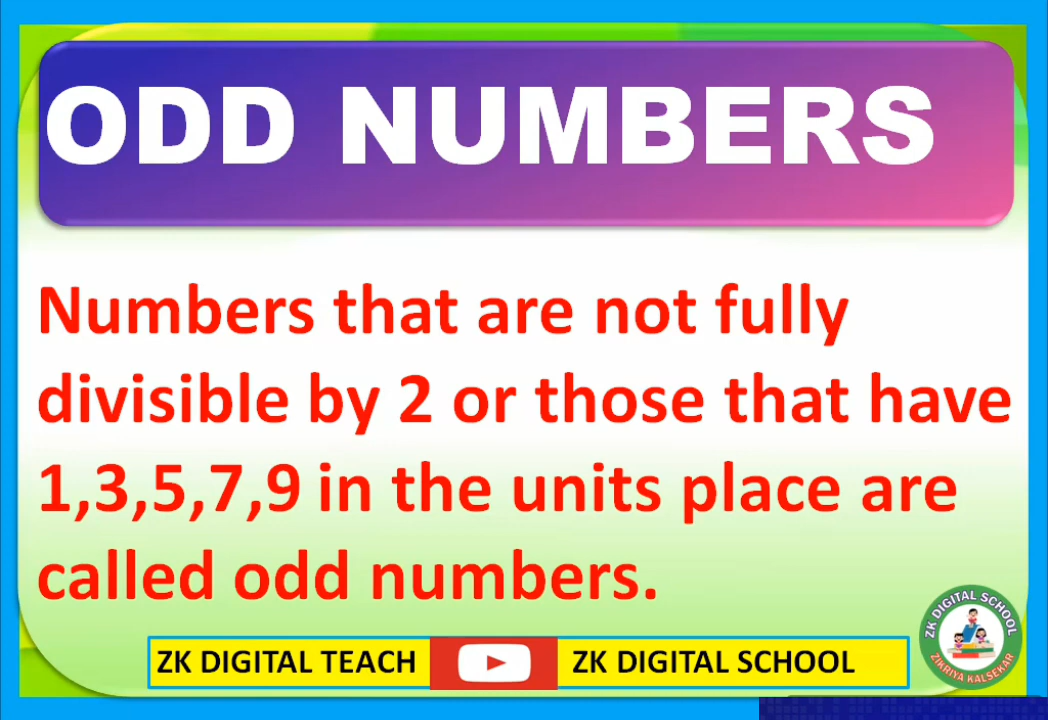 ODD NUMBERS
Numbers that are not fully
divisible by 2 or those that have
1,3,5,7,9 in the units place are
called odd numbers.
ZK DIGITAL TEACH
ZK DIGITAL SCHOOL
ZK DIGITAL SCHOOL
ZIKRIYA KALSEKAR